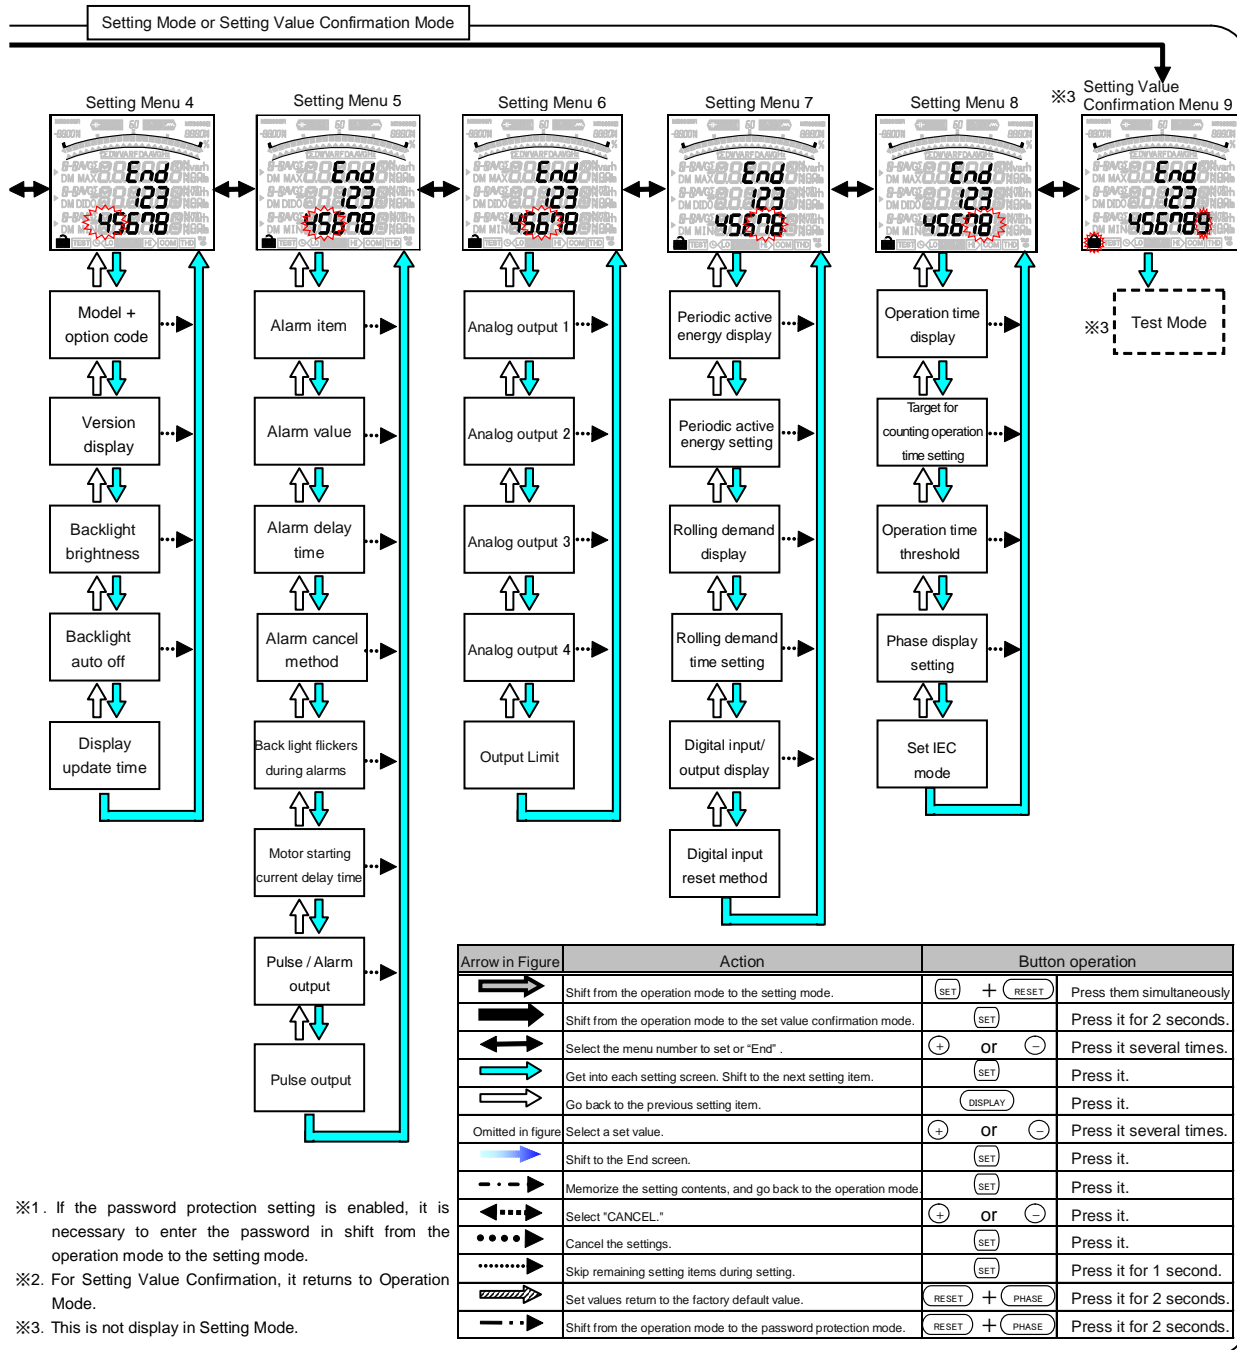 Setting Mode or Setting Value Confirmation Mode
Setting Menu 4
Setting Menu 5
Setting Menu 6
Setting Menu 7
Setting Menu 8
※3 Setting Value
Confirmation Menu 9
End
123
45678
End
123
45678
End
123
45678
End
123
45678
End
123
45678
End
123
456789
Model +
option code
Version
display
Backlight
brightness
Backlight
auto off
Display
update time
Alarm item
Alarm value
Alarm delay
time
Alarm cancel
method
Back light flickers
during alarms
Motor starting
current delay time
Pulse / Alarm
output
Pulse output
Analog output 1
Analog output 2
Analog output 3
Analog output 4
Output Limit
Periodic active
energy display
Periodic active
energy setting
Rolling demand
display
Rolling demand
time setting
Digital input/
output display
Digital input
reset method
Operation time
display
Target for
counting operation
time setting
Operation time
threshold
Phase display
setting
Set IEC
mode
※3 Test Mode
Arrow in Figure Action Button operation
Shift from the operation mode to the setting mode. SET + RESET Press them simultaneously
Shift from the operation mode to the set value confirmation mode. SET Press it for 2 seconds.
Select the menu number to set or “End” . + or − Press it several times.
Get into each setting screen. Shift to the next setting item. SET Press it.
Go back to the previous setting item. DISPLAY Press it.
Omitted in figure Select a set value. + or − Press it several times.
Shift to the End screen. SET Press it.
Memorize the setting contents, and go back to the operation mode. SET Press it.
Select "CANCEL." + or − Press it.
Cancel the settings. SET Press it.
Skip remaining setting items during setting. SET Press it for 1 second.
Set values return to the factory default value. RESET + PHASE Press it for 2 seconds.
Shift from the operation mode to the password protection mode. RESET + PHASE Press it for 2 seconds.
※1. If the password protection setting is enabled, it is
necessary to enter the password in shift from the
operation mode to the setting mode.
※2. For Setting Value Confirmation, it returns to Operation
Mode.
※3. This is not display in Setting Mode.